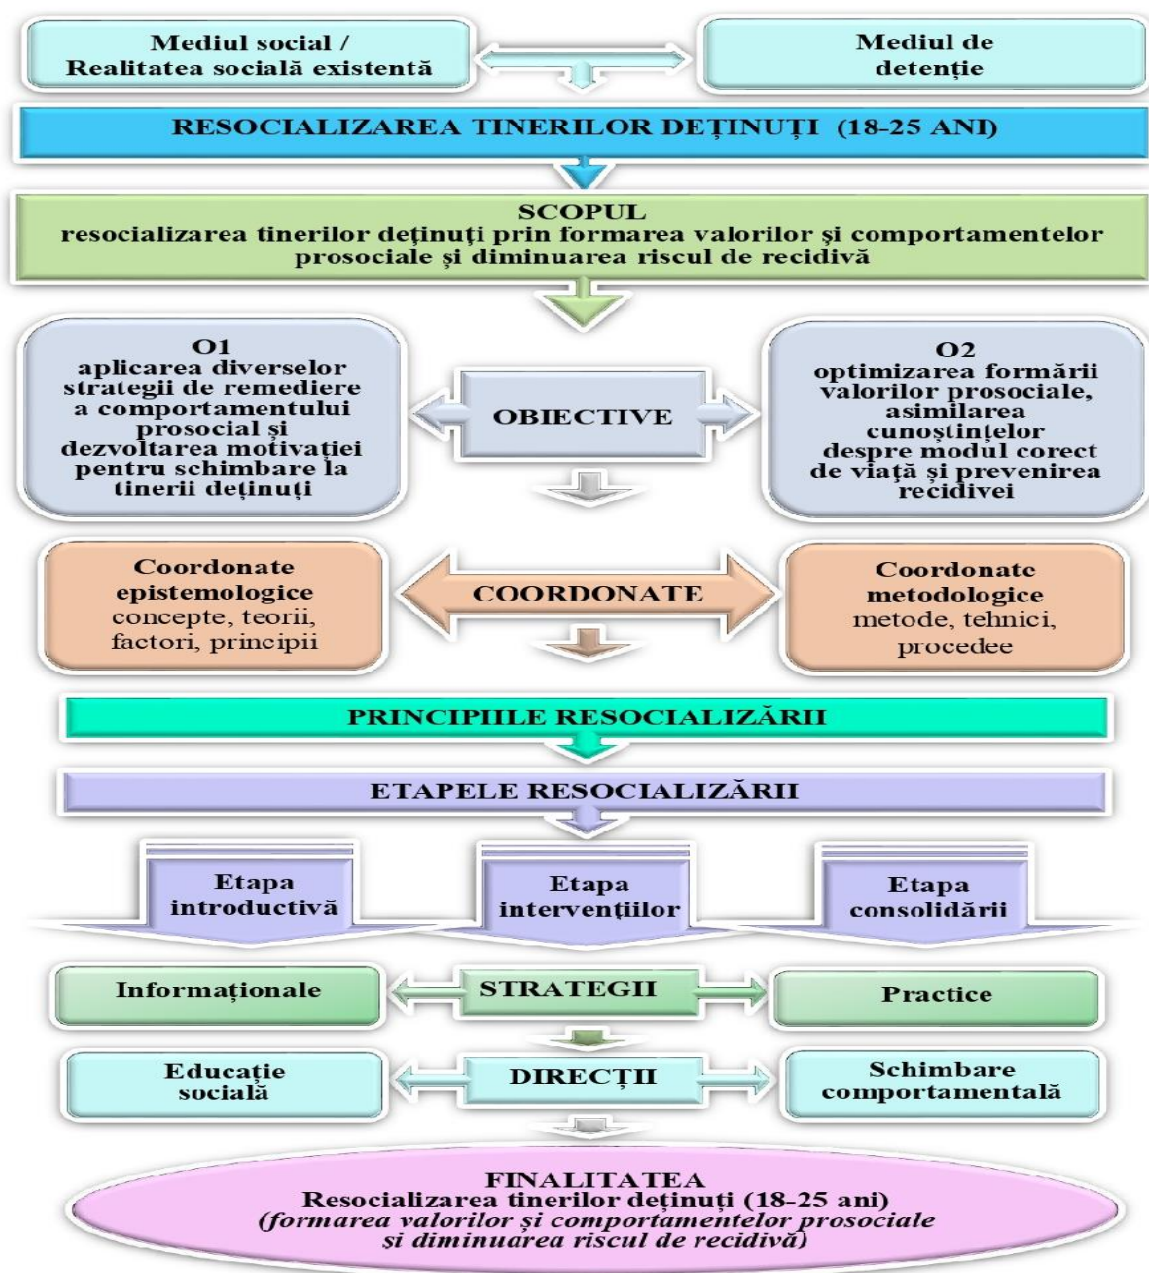 Mediul social /
Realitatea socială existentă
Mediul de
detenție
RESOCIALIZAREA TINERILOR DEȚINUȚI (18-25 ANI)
SCOPUL
resocializarea tinerilor deținuți prin formarea valorilor și comportamentelor
prosociale și diminuarea riscul de recidivă
O1
aplicarea diverselor
strategii de remediere
a comportamentului
prosocial și
dezvoltarea motivației
pentru schimbare la
tinerii deținuți
OBIECTIVE
O2
optimizarea formării
valorilor prosociale,
asimilarea
cunoștințelor
despre modul corect
de viață și prevenirea
recidivei
Coordonate
epistemologice
concepte, teorii,
factori, principii
COORDONATE
Coordonate
metodologice
metode, tehnici,
procedee
PRINCIPIILE RESOCIALIZĂRII
ETAPELE RESOCIALIZĂRII
Etapa
introductivă
Etapa
intervențiilor
Etapa
consolidării
Informaționale
STRATEGII
Practice
Educație
socială
DIRECȚII
Schimbare
comportamentală
FINALITATEA
Resocializarea tinerilor deținuți (18-25 ani)
(formarea valorilor și comportamentelor prosociale
și diminuarea riscul de recidivă)